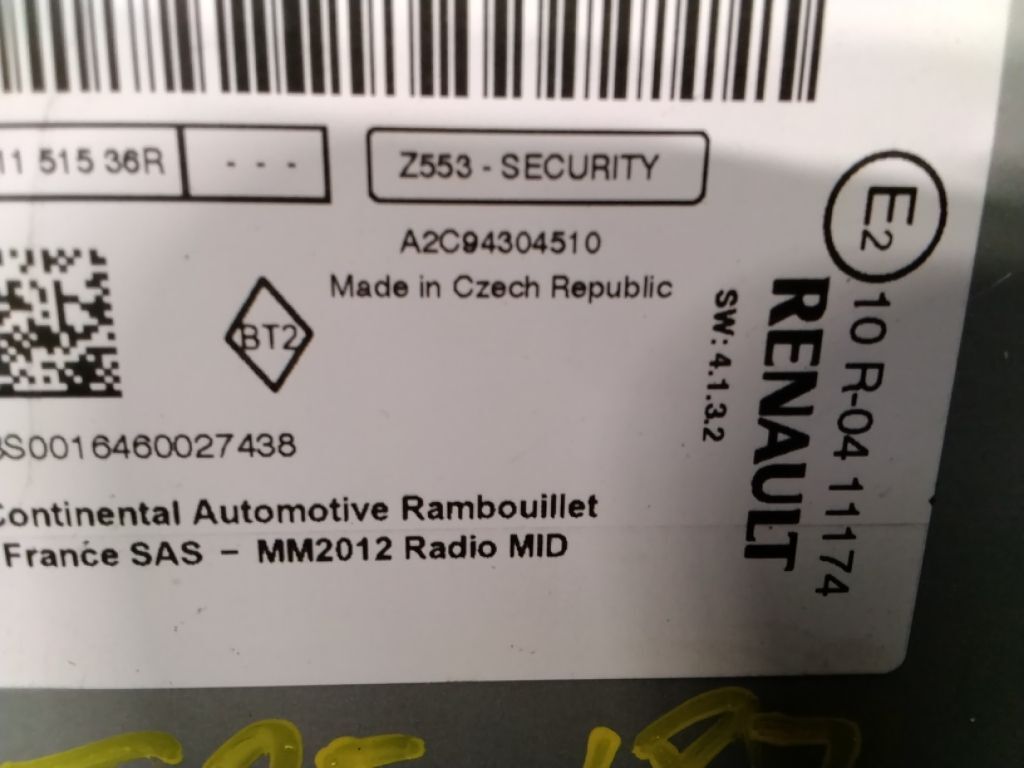 11 515 36R
- - -
Z553 - SECURITY
A2C94304510
Made in Czech Republic
BT2
S0016460027438
Continental Automotive Rambouillet
France SAS – MM2012 Radio MID
SW: 4.1.3.2
RENAULT
E2
10 R-04 11174